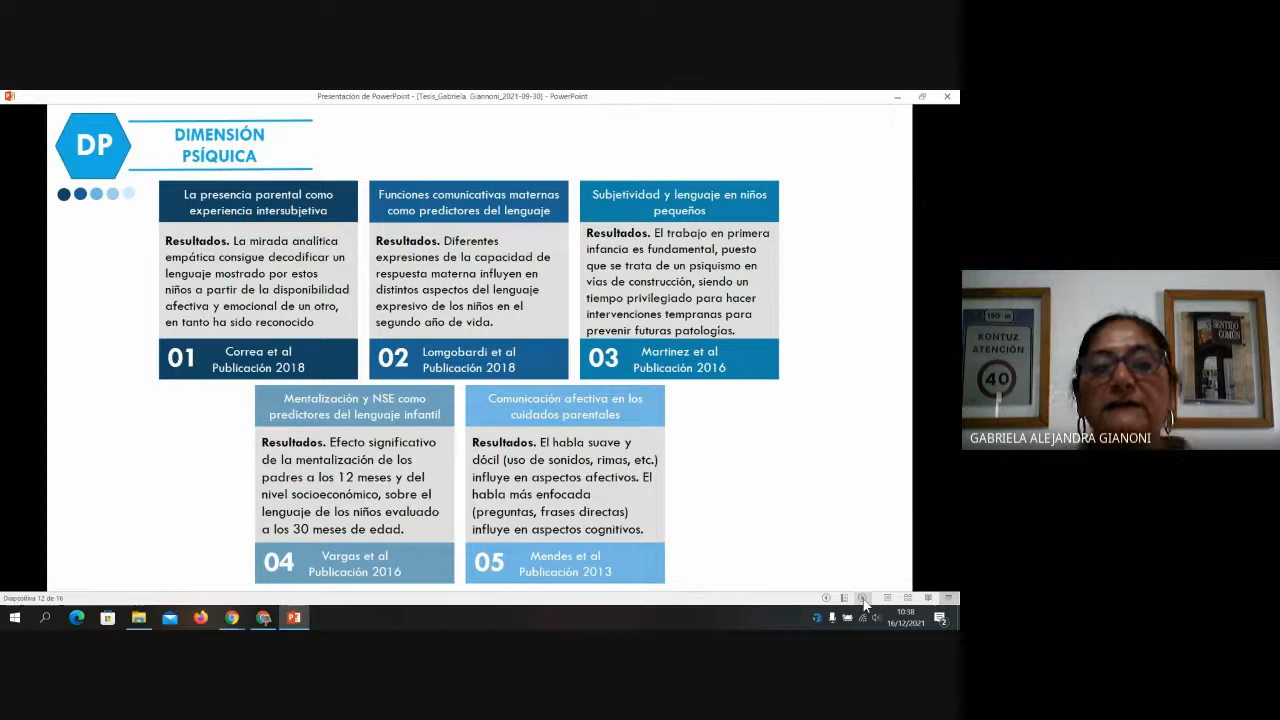 Presentación de PowerPoint - [Tesis_Gabriela Giannoni_2021-09-30] - PowerPoint
DP
DIMENSIÓN
PSÍQUICA
La presencia parental como
experiencia intersubjetiva
Resultados. La mirada analítica
empática consigue decodificar un
lenguaje mostrado por estos
niños a partir de la disponibilidad
afectiva y emocional de un otro,
en tanto ha sido reconocido
01
Correa et al
Publicación 2018
Funciones comunicativas maternas
como predictores del lenguaje
Resultados. Diferentes
expresiones de la capacidad de
respuesta materna influyen en
distintos aspectos del lenguaje
expresivo de los niños en el
segundo año de vida.
02
Lomgobardi et al
Publicación 2018
Subjetividad y lenguaje en niños
pequeños
Resultados. El trabajo en primera
infancia es fundamental, puesto
que se trata de un psiquismo en
vías de construcción, siendo un
tiempo privilegiado para hacer
intervenciones tempranas para
prevenir futuras patologías.
03
Martinez et al
Publicación 2016
Mentalización y NSE como
predictores del lenguaje infantil
Resultados. Efecto significativo
de la mentalización de los
padres a los 12 meses y del
nivel socioeconómico, sobre el
lenguaje de los niños evaluado
a los 30 meses de edad.
04
Vargas et al
Publicación 2016
Comunicación afectiva en los
cuidados parentales
Resultados. El habla suave y
dócil (uso de sonidos, rimas, etc.)
influye en aspectos afectivos. El
habla más enfocada
(preguntas, frases directas)
influye en aspectos cognitivos.
05
Mendes et al
Publicación 2013
Diapositiva 12 de 16
10:38
16/12/2021
2
KONTUZ
ATENCIÓN
40
SENTIDO
COMÚN
GABRIELA ALEJANDRA GIANONI